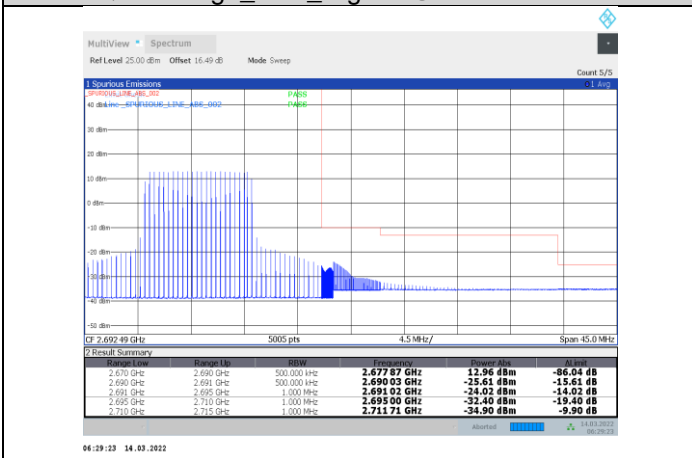 MultiView Spectrum
Ref Level 25.00 dBm Offset 16.49 dB Mode Sweep
Count 5/5
1 Spurious Emissions
1 Avg
_SPURIOUS_LINE_ABS_002 PASS
40 dBm
_SPURIOUS_LINE_ABS_002 PASS
30 dBm
20 dBm
10 dBm
0 dBm
-10 dBm
-20 dBm
-30 dBm
-40 dBm
-50 dBm
CF 2.692 49 GHz 5005 pts 4.5 MHz/ Span 45.0 MHz
2 Result Summary
Range Low Range Up RBW Frequency Power Abs ΔLimit
2.670 GHz 2.690 GHz 500.000 kHz 2.677 87 GHz 12.96 dBm -86.04 dB
2.690 GHz 2.691 GHz 500.000 kHz 2.690 03 GHz -25.61 dBm -15.61 dB
2.691 GHz 2.695 GHz 1.000 MHz 2.691 02 GHz -24.02 dBm -14.02 dB
2.695 GHz 2.710 GHz 1.000 MHz 2.695 00 GHz -32.40 dBm -19.40 dB
2.710 GHz 2.715 GHz 1.000 MHz 2.711 71 GHz -34.90 dBm -9.90 dB
Aborted 14.03.2022
06:29:23
06:29:23 14.03.2022